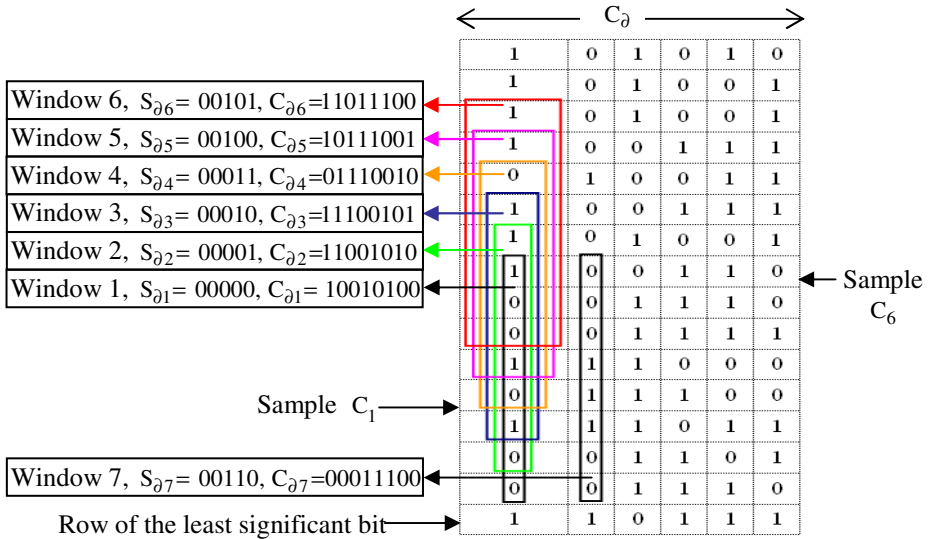 C∂
1 0 1 0 1 0
1 0 1 0 0 1
Window 6, S∂6= 00101, C∂6=11011100
1 0 1 0 0 1
Window 5, S∂5= 00100, C∂5=10111001
1 0 0 1 1 1
Window 4, S∂4= 00011, C∂4=01110010
0 1 0 0 1 1
Window 3, S∂3= 00010, C∂3=11100101
1 0 0 1 1 1
Window 2, S∂2= 00001, C∂2=11001010
1 0 1 0 0 1
Window 1, S∂1= 00000, C∂1= 10010100
1 0 0 1 1 0
Sample
C6
0 0 1 1 1 0
0 0 1 1 1 1
1 1 1 0 0 0
0 1 1 1 0 0
Sample C1
1 1 1 0 1 1
0 0 1 1 0 1
Window 7, S∂7= 00110, C∂7=00011100
0 0 1 1 1 0
Row of the least significant bit
1 1 0 1 1 1